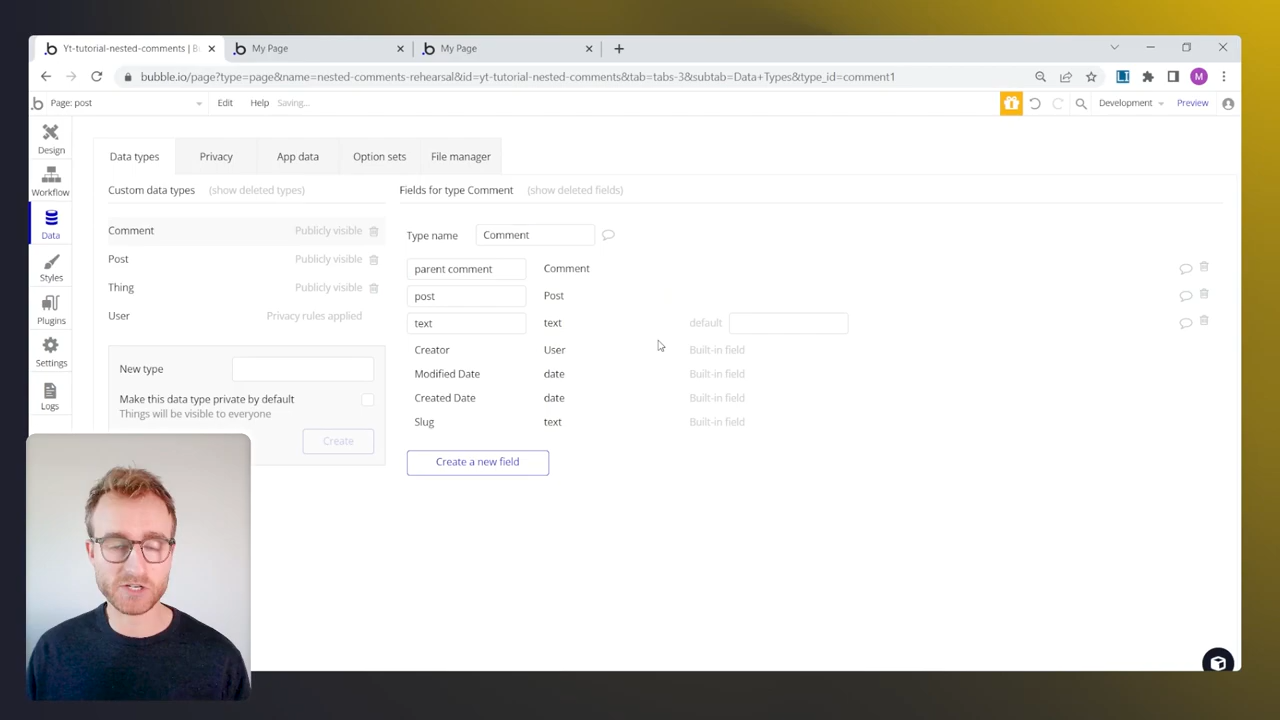 Yt-tutorial-nested-comments | B
My Page
My Page
bubble.io/page?type=page&name=nested-comments-rehearsal&id=yt-tutorial-nested-comments&tab=tabs-3&subtab=Data+Types&type_id=comment1
M
Page: post
Edit
Help
Saving...
Development
Preview
Design
Workflow
Data
Styles
Plugins
Settings
Logs
Data types
Privacy
App data
Option sets
File manager
Custom data types
(show deleted types)
Comment
Publicly visible
Post
Publicly visible
Thing
Publicly visible
User
Privacy rules applied
New type
Make this data type private by default
Things will be visible to everyone
Create
Fields for type Comment
(show deleted fields)
Type name
Comment
parent comment
Comment
post
Post
text
text
default
Creator
User
Built-in field
Modified Date
date
Built-in field
Created Date
date
Built-in field
Slug
text
Built-in field
Create a new field